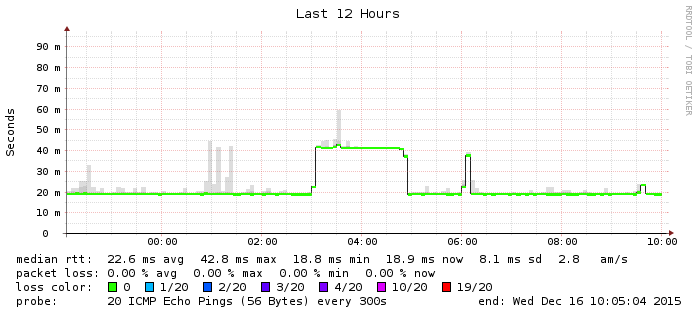 Last 12 Hours
RRDTOOL / TOBI OETIKER
Seconds
90 m
80 m
70 m
60 m
50 m
40 m
30 m
20 m
10 m
0
00:00 02:00 04:00 06:00 08:00 10:00
median rtt: 22.6 ms avg 42.8 ms max 18.8 ms min 18.9 ms now 8.1 ms sd 2.8 am/s
packet loss: 0.00 % avg 0.00 % max 0.00 % min 0.00 % now
loss color: 0 1/20 2/20 3/20 4/20 10/20 19/20
probe: 20 ICMP Echo Pings (56 Bytes) every 300s end: Wed Dec 16 10:05:04 2015